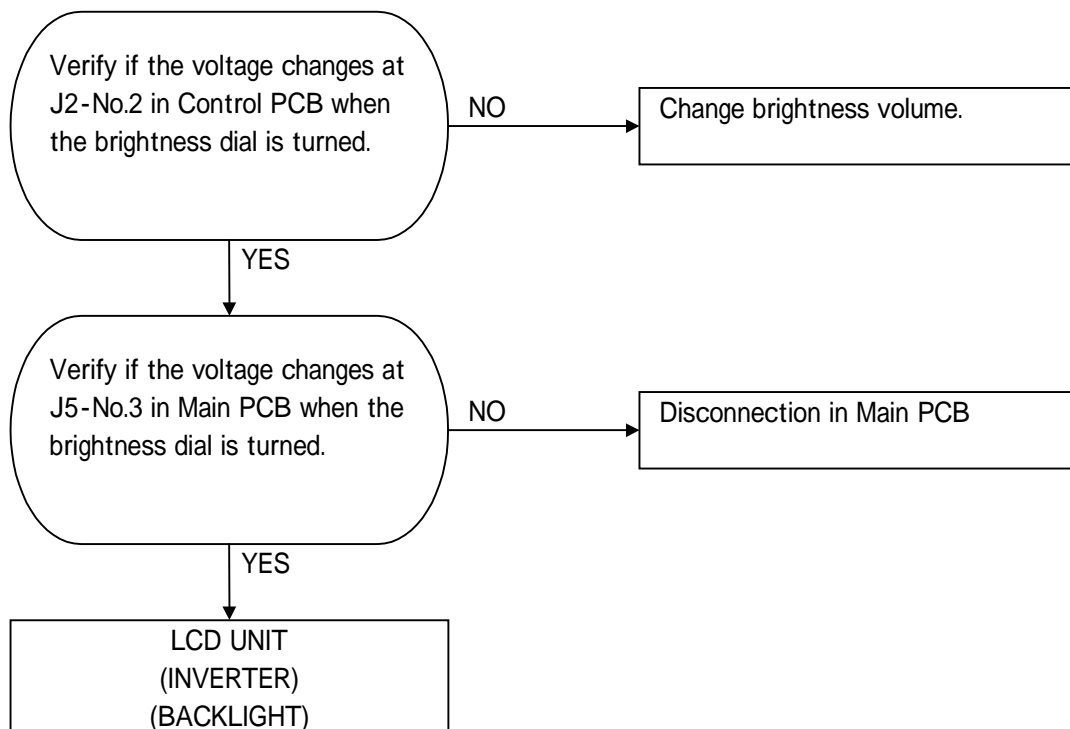 Verify if the voltage changes at
J2-No.2 in Control PCB when
the brightness dial is turned.
NO
Change brightness volume.
YES
Verify if the voltage changes at
J5-No.3 in Main PCB when the
brightness dial is turned.
NO
Disconnection in Main PCB
YES
LCD UNIT
(INVERTER)
(BACKLIGHT)